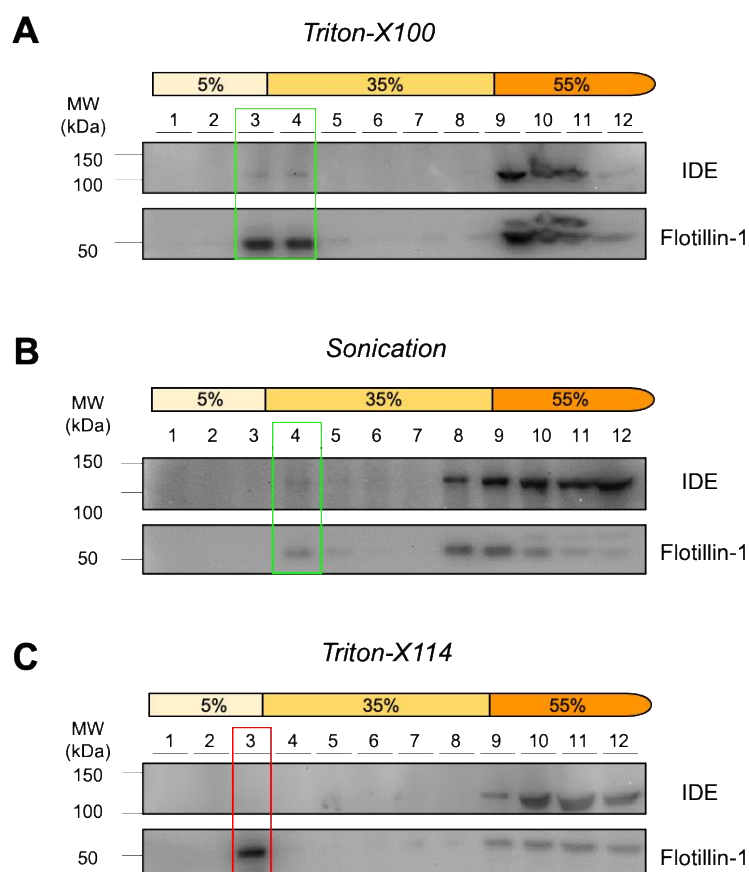 A
Triton-X100
5% 35% 55%
MW
(kDa)
1 2 3 4 5 6 7 8 9 10 11 12
150
100
IDE
50
Flotillin-1
B
Sonication
5% 35% 55%
MW
(kDa)
1 2 3 4 5 6 7 8 9 10 11 12
150
100
IDE
50
Flotillin-1
C
Triton-X114
5% 35% 55%
MW
(kDa)
1 2 3 4 5 6 7 8 9 10 11 12
150
100
IDE
50
Flotillin-1